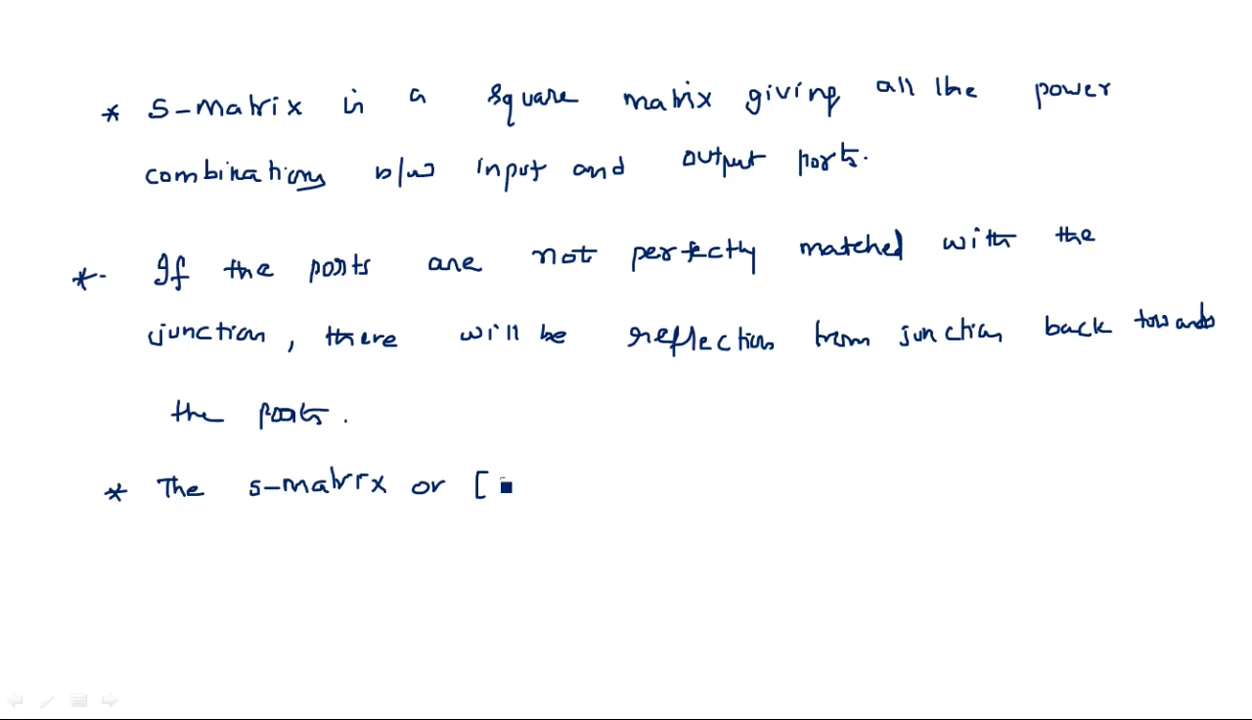 * S-Matrix is a square matrix giving all the power
combinations b/w input and output ports.
*- If the ports are not perfectly matched with the
junction, there will be reflection from junction back towards
the ports.
* The S-matrix or [